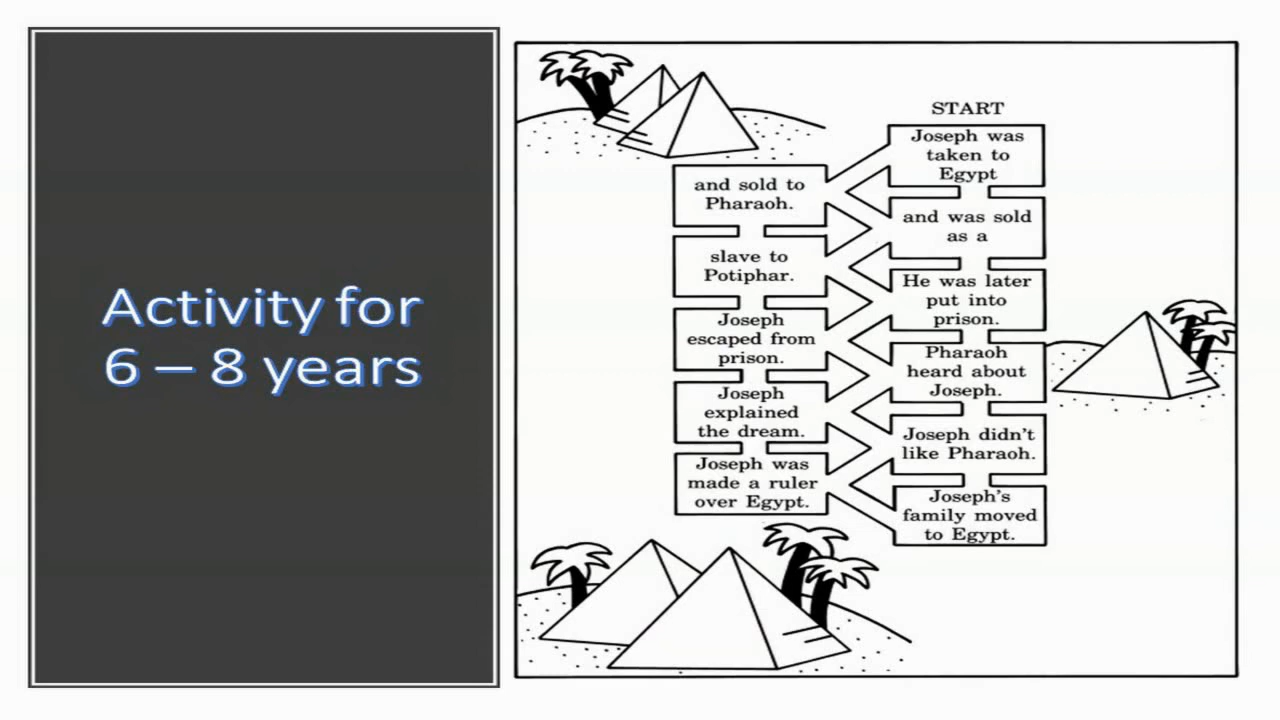 Activity for
6 – 8 years
START
Joseph was
taken to
Egypt
and sold to
Pharaoh.
and was sold
as a
slave to
Potiphar.
He was later
put into
prison.
Joseph
escaped from
prison.
Pharaoh
heard about
Joseph.
Joseph
explained
the dream.
Joseph didn't
like Pharaoh.
Joseph was
made a ruler
over Egypt.
Joseph's
family moved
to Egypt.